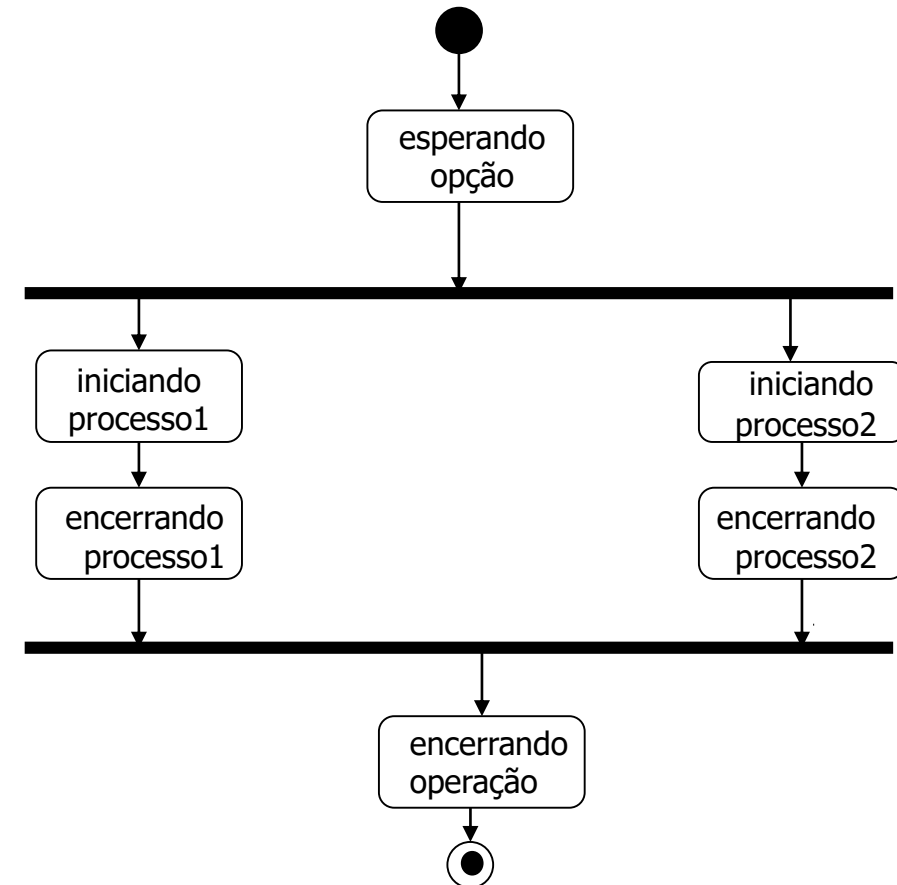 esperando
opção
iniciando
processo1
iniciando
processo2
encerrando
processo1
encerrando
processo2
encerrando
operação